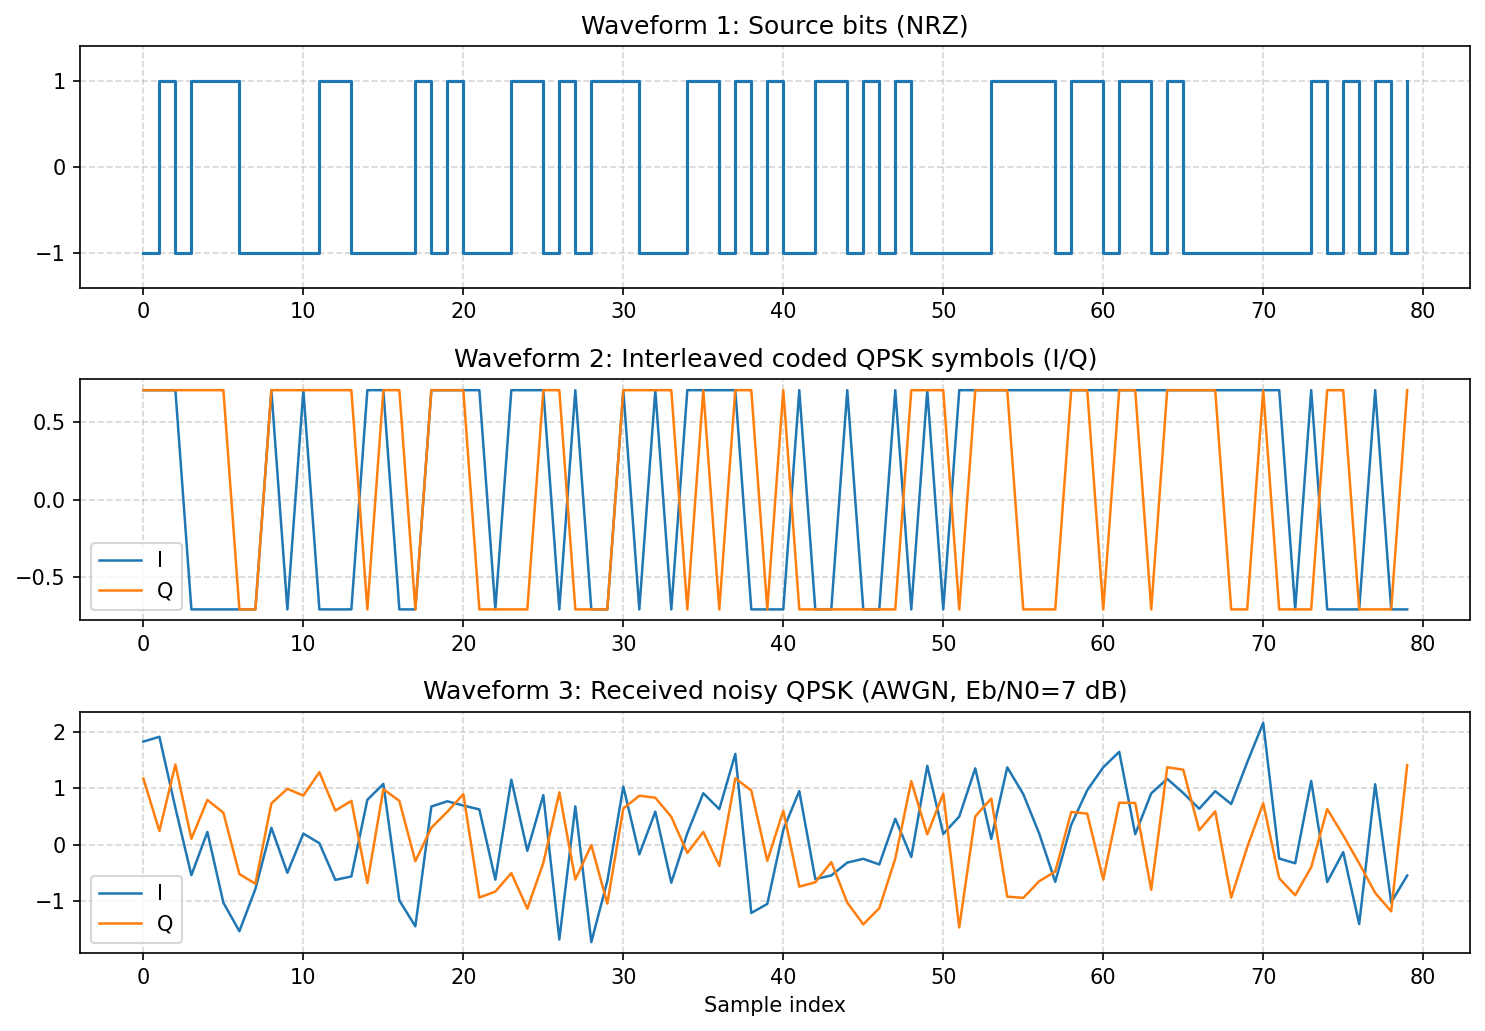 Waveform 1: Source bits (NRZ)
1
0
−1
0 10 20 30 40 50 60 70 80
Waveform 2: Interleaved coded QPSK symbols (I/Q)
0.5
0.0
−0.5
I
Q
0 10 20 30 40 50 60 70 80
Waveform 3: Received noisy QPSK (AWGN, Eb/N0=7 dB)
2
1
0
−1
I
Q
0 10 20 30 40 50 60 70 80
Sample index